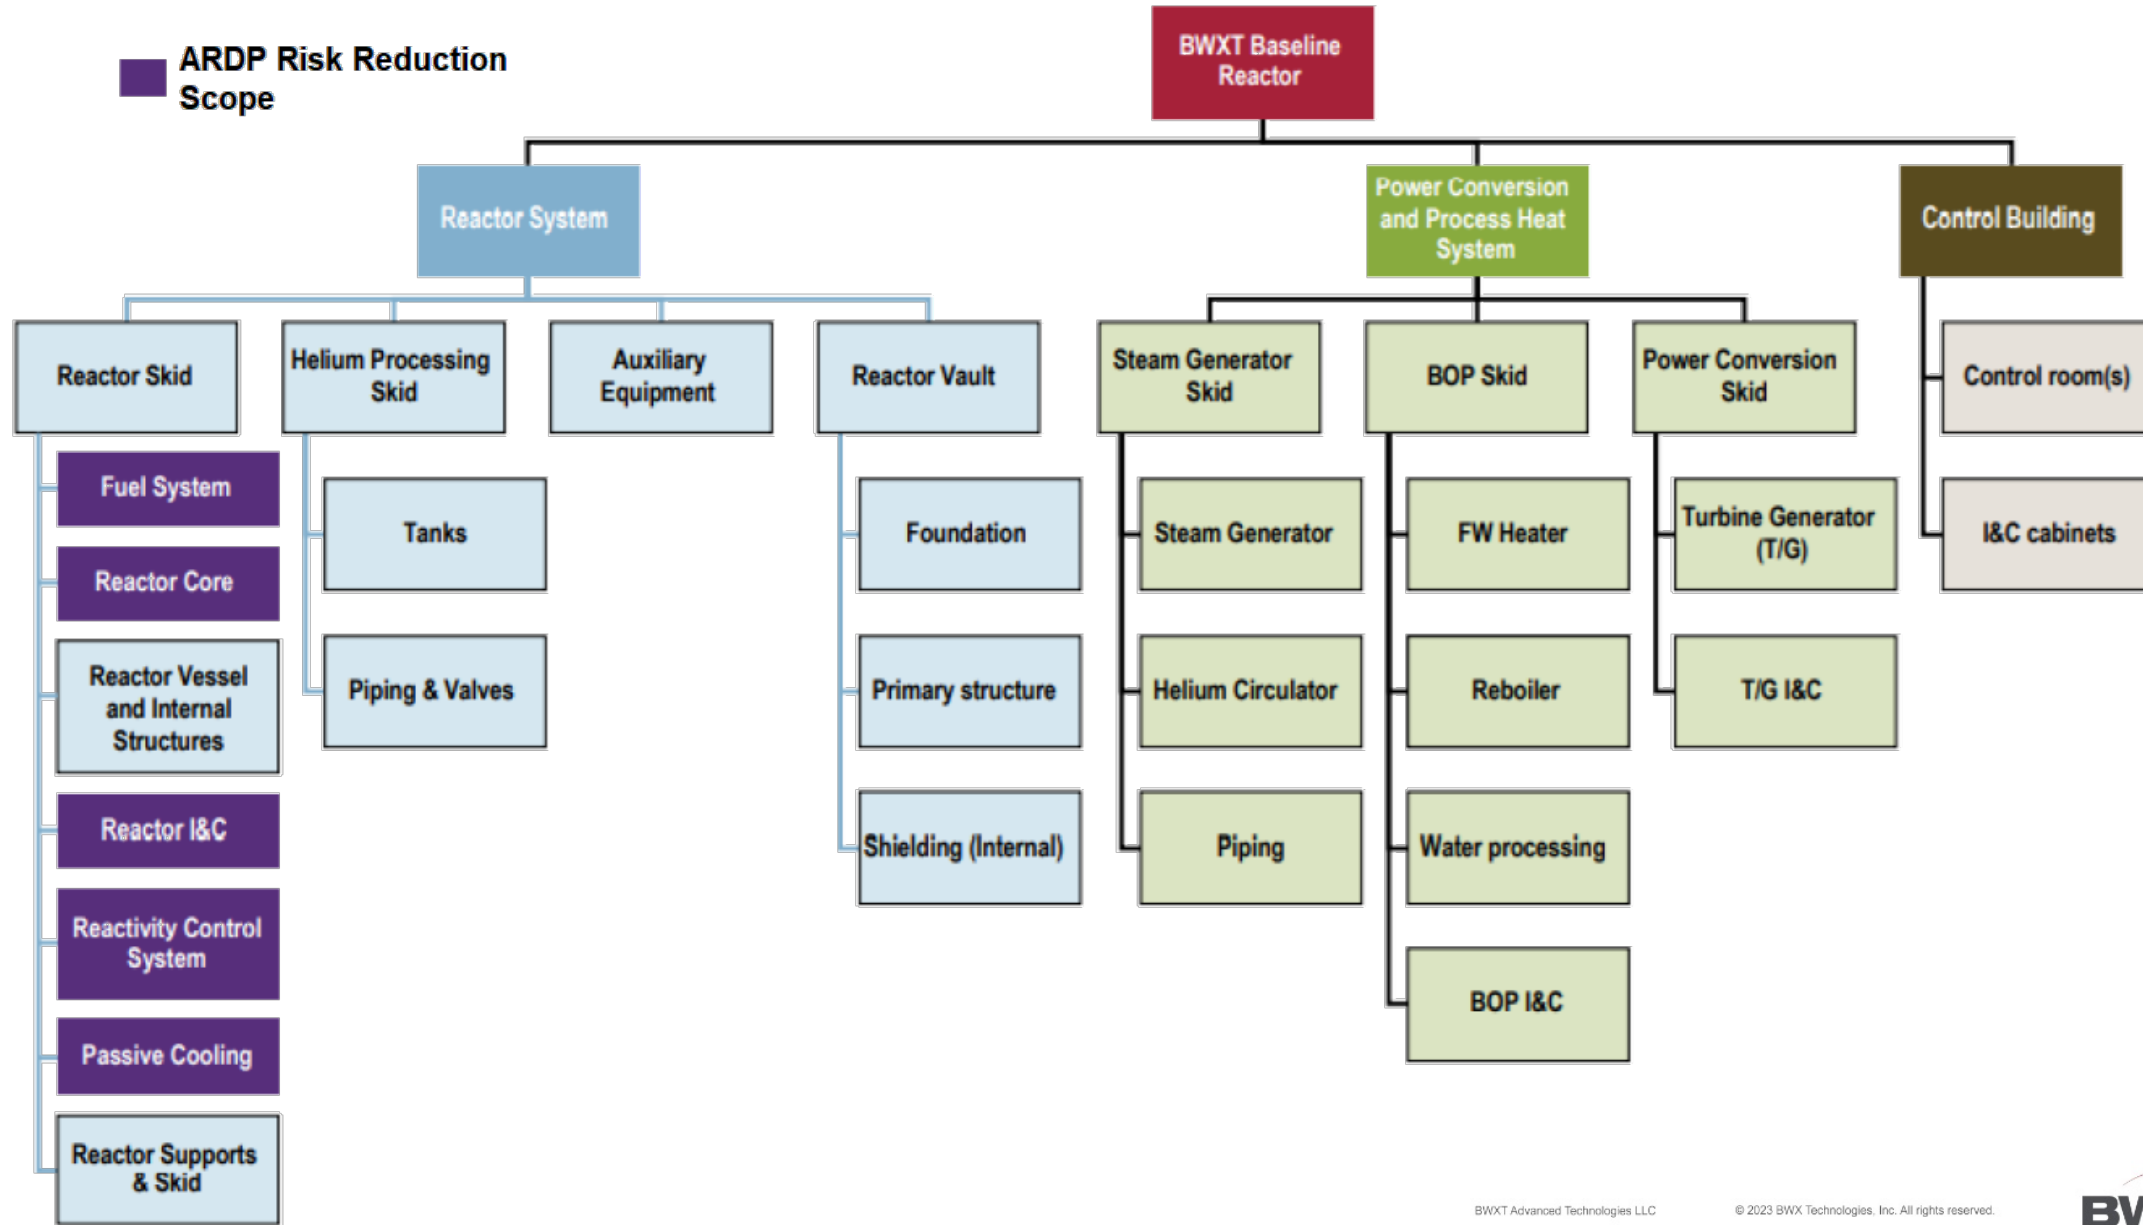 ARDP Risk Reduction
Scope
BWXT Baseline
Reactor
Reactor System
Power Conversion
and Process Heat
System
Control Building
Reactor Skid
Helium Processing
Skid
Auxiliary
Equipment
Reactor Vault
Steam Generator
Skid
BOP Skid
Power Conversion
Skid
Control room(s)
Fuel System
Reactor Core
Reactor Vessel
and Internal
Structures
Reactor I&C
Reactivity Control
System
Passive Cooling
Reactor Supports
& Skid
Tanks
Piping & Valves
Foundation
Primary structure
Shielding (Internal)
Steam Generator
Helium Circulator
Piping
FW Heater
Reboiler
Water processing
BOP I&C
Turbine Generator
(T/G)
T/G I&C
I&C cabinets
BWXT Advanced Technologies LLC
© 2023 BWX Technologies, Inc. All rights reserved.